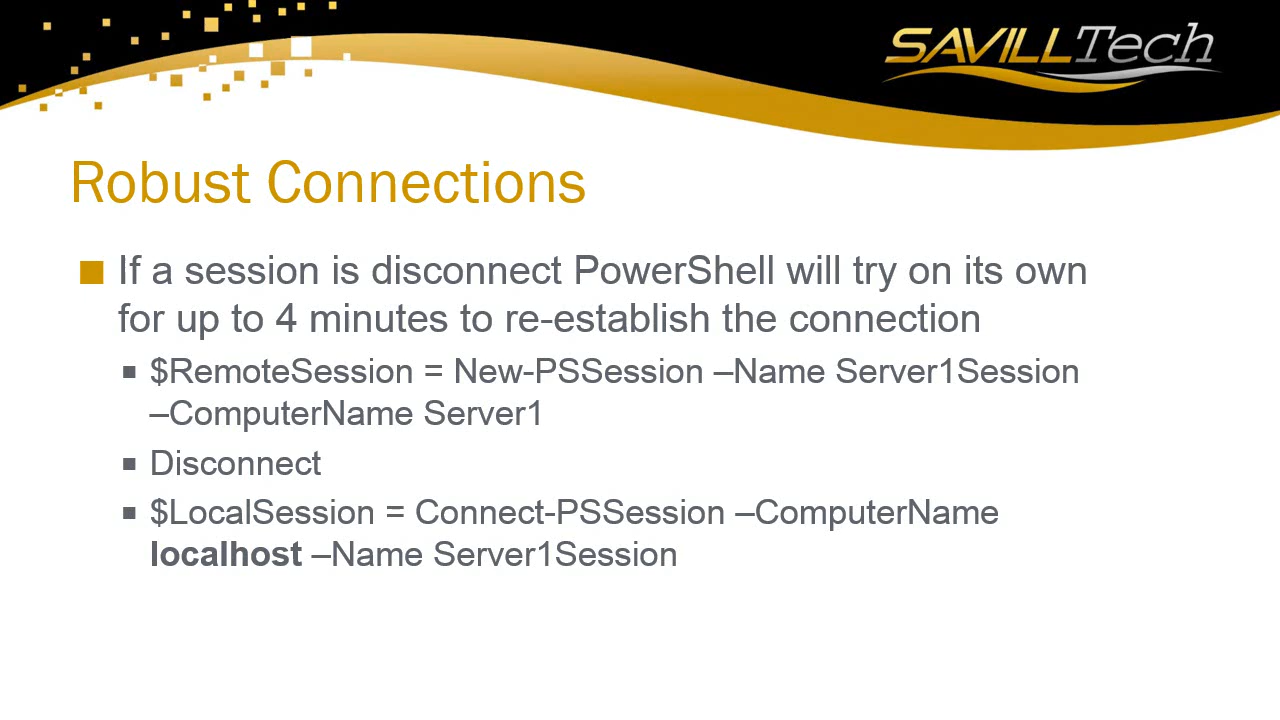 SAVILLTech
Robust Connections
If a session is disconnect PowerShell will try on its own
for up to 4 minutes to re-establish the connection
$RemoteSession = New-PSSession –Name Server1Session
–ComputerName Server1
Disconnect
$LocalSession = Connect-PSSession –ComputerName
localhost –Name Server1Session